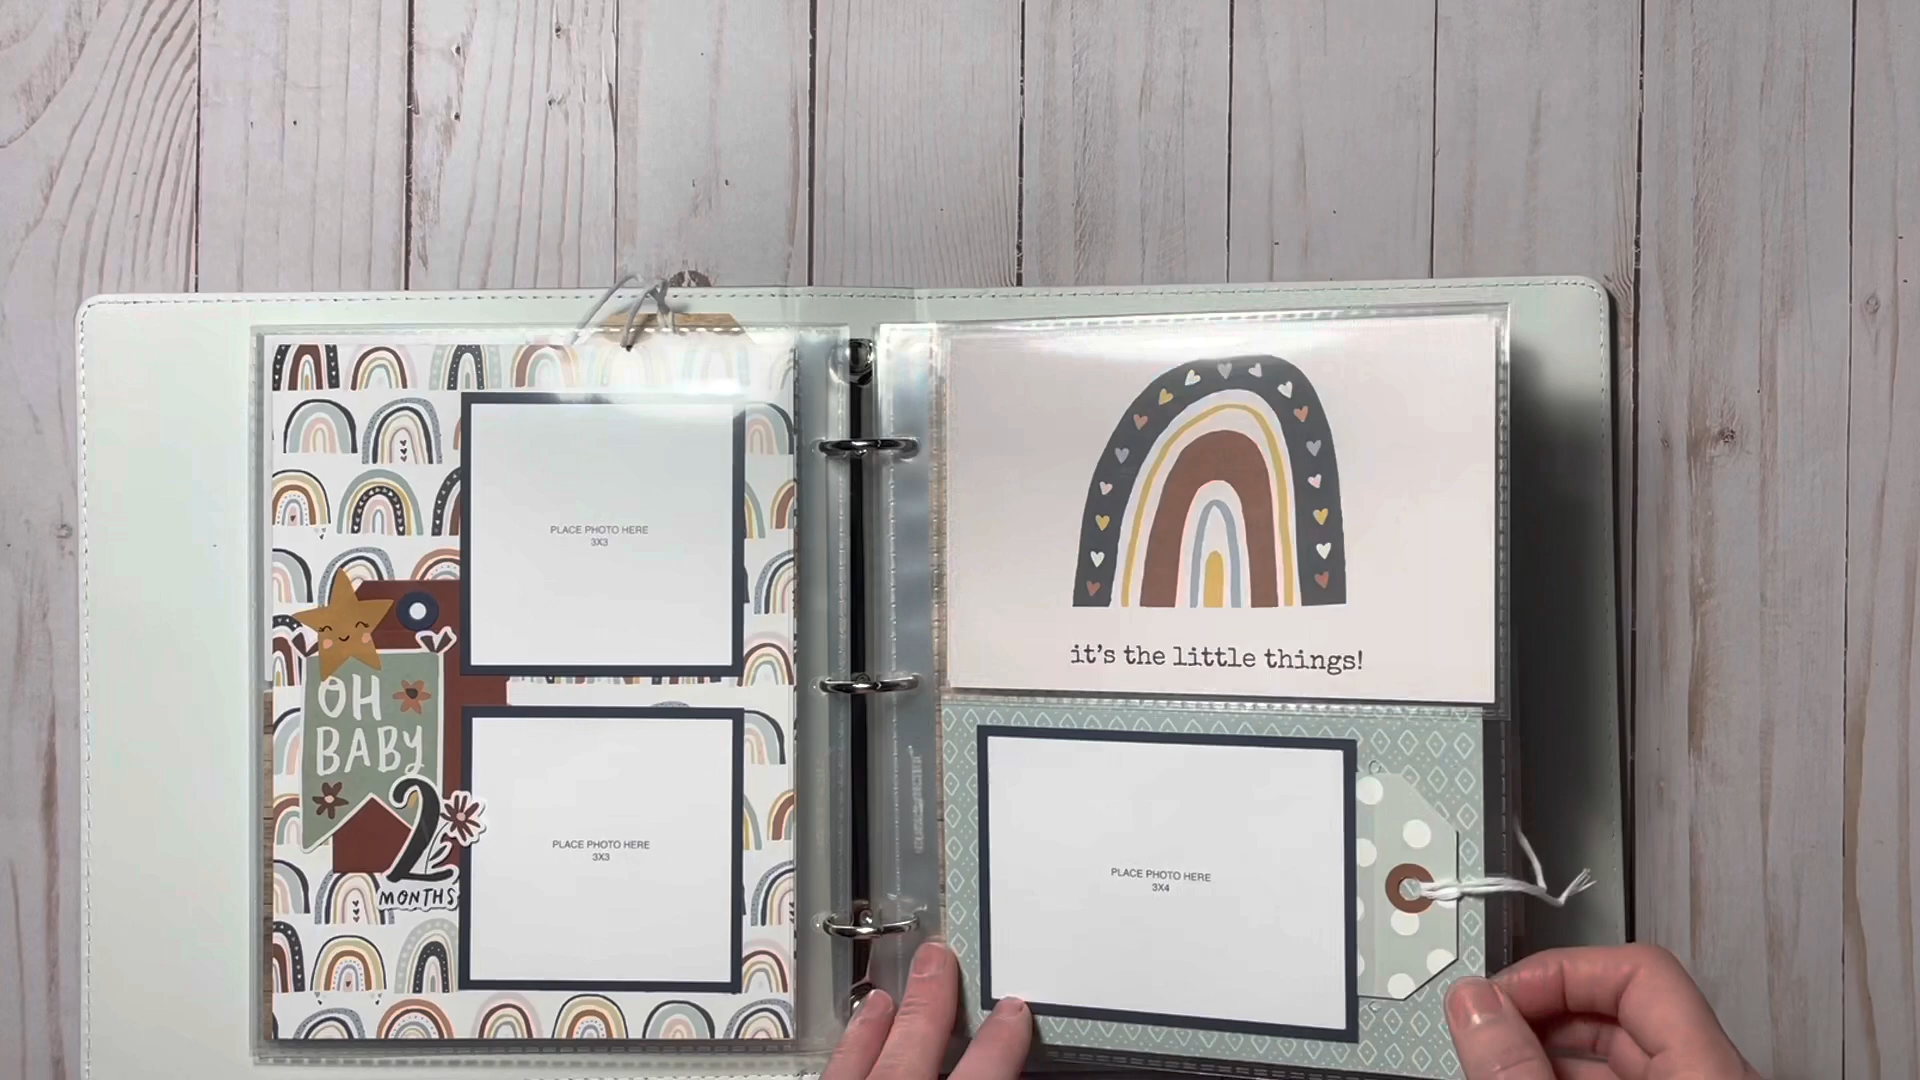 PLACE PHOTO HERE
3X3
OH
BABY
2
MONTHS
PLACE PHOTO HERE
3X3
it's the little things!
PLACE PHOTO HERE
3X4